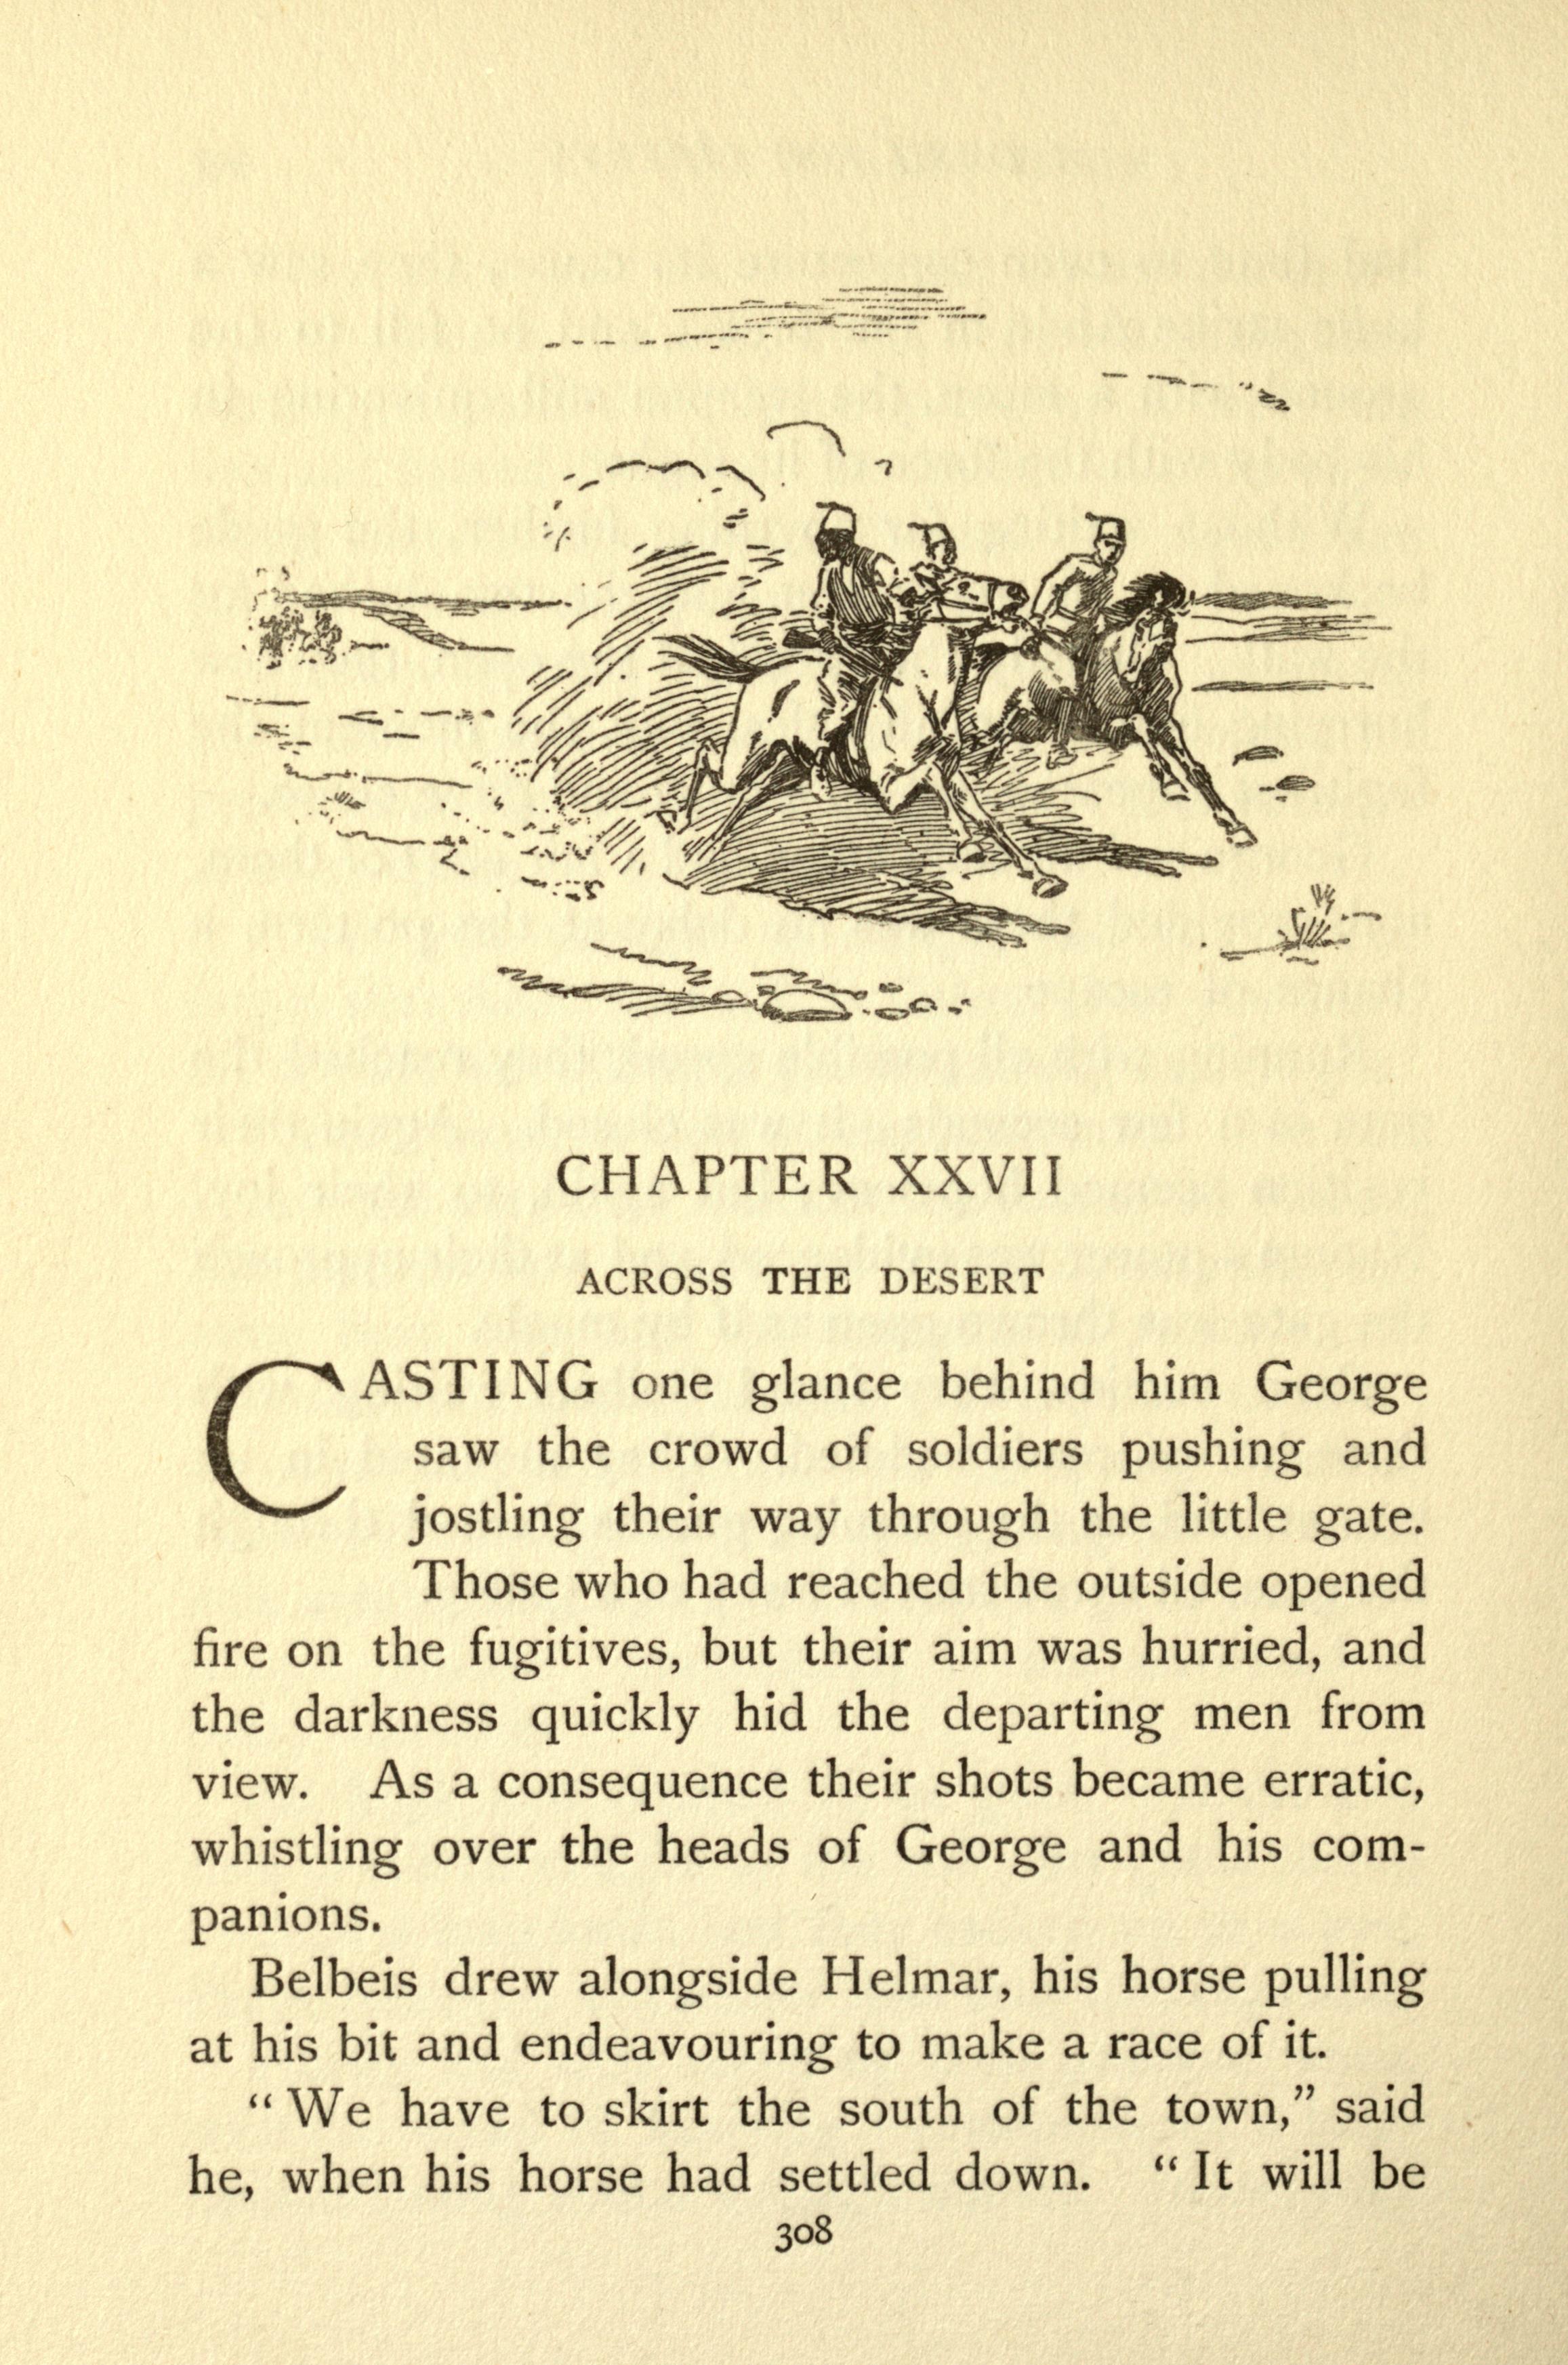 CHAPTER XXVII
ACROSS THE DESERT
CASTING one glance behind him George
saw the crowd of soldiers pushing and
jostling their way through the little gate.
Those who had reached the outside opened
fire on the fugitives, but their aim was hurried, and
the darkness quickly hid the departing men from
view. As a consequence their shots became erratic,
whistling over the heads of George and his com-
panions.
Belbeis drew alongside Helmar, his horse pulling
at his bit and endeavouring to make a race of it.
“ We have to skirt the south of the town,” said
he, when his horse had settled down. “ It will be
308